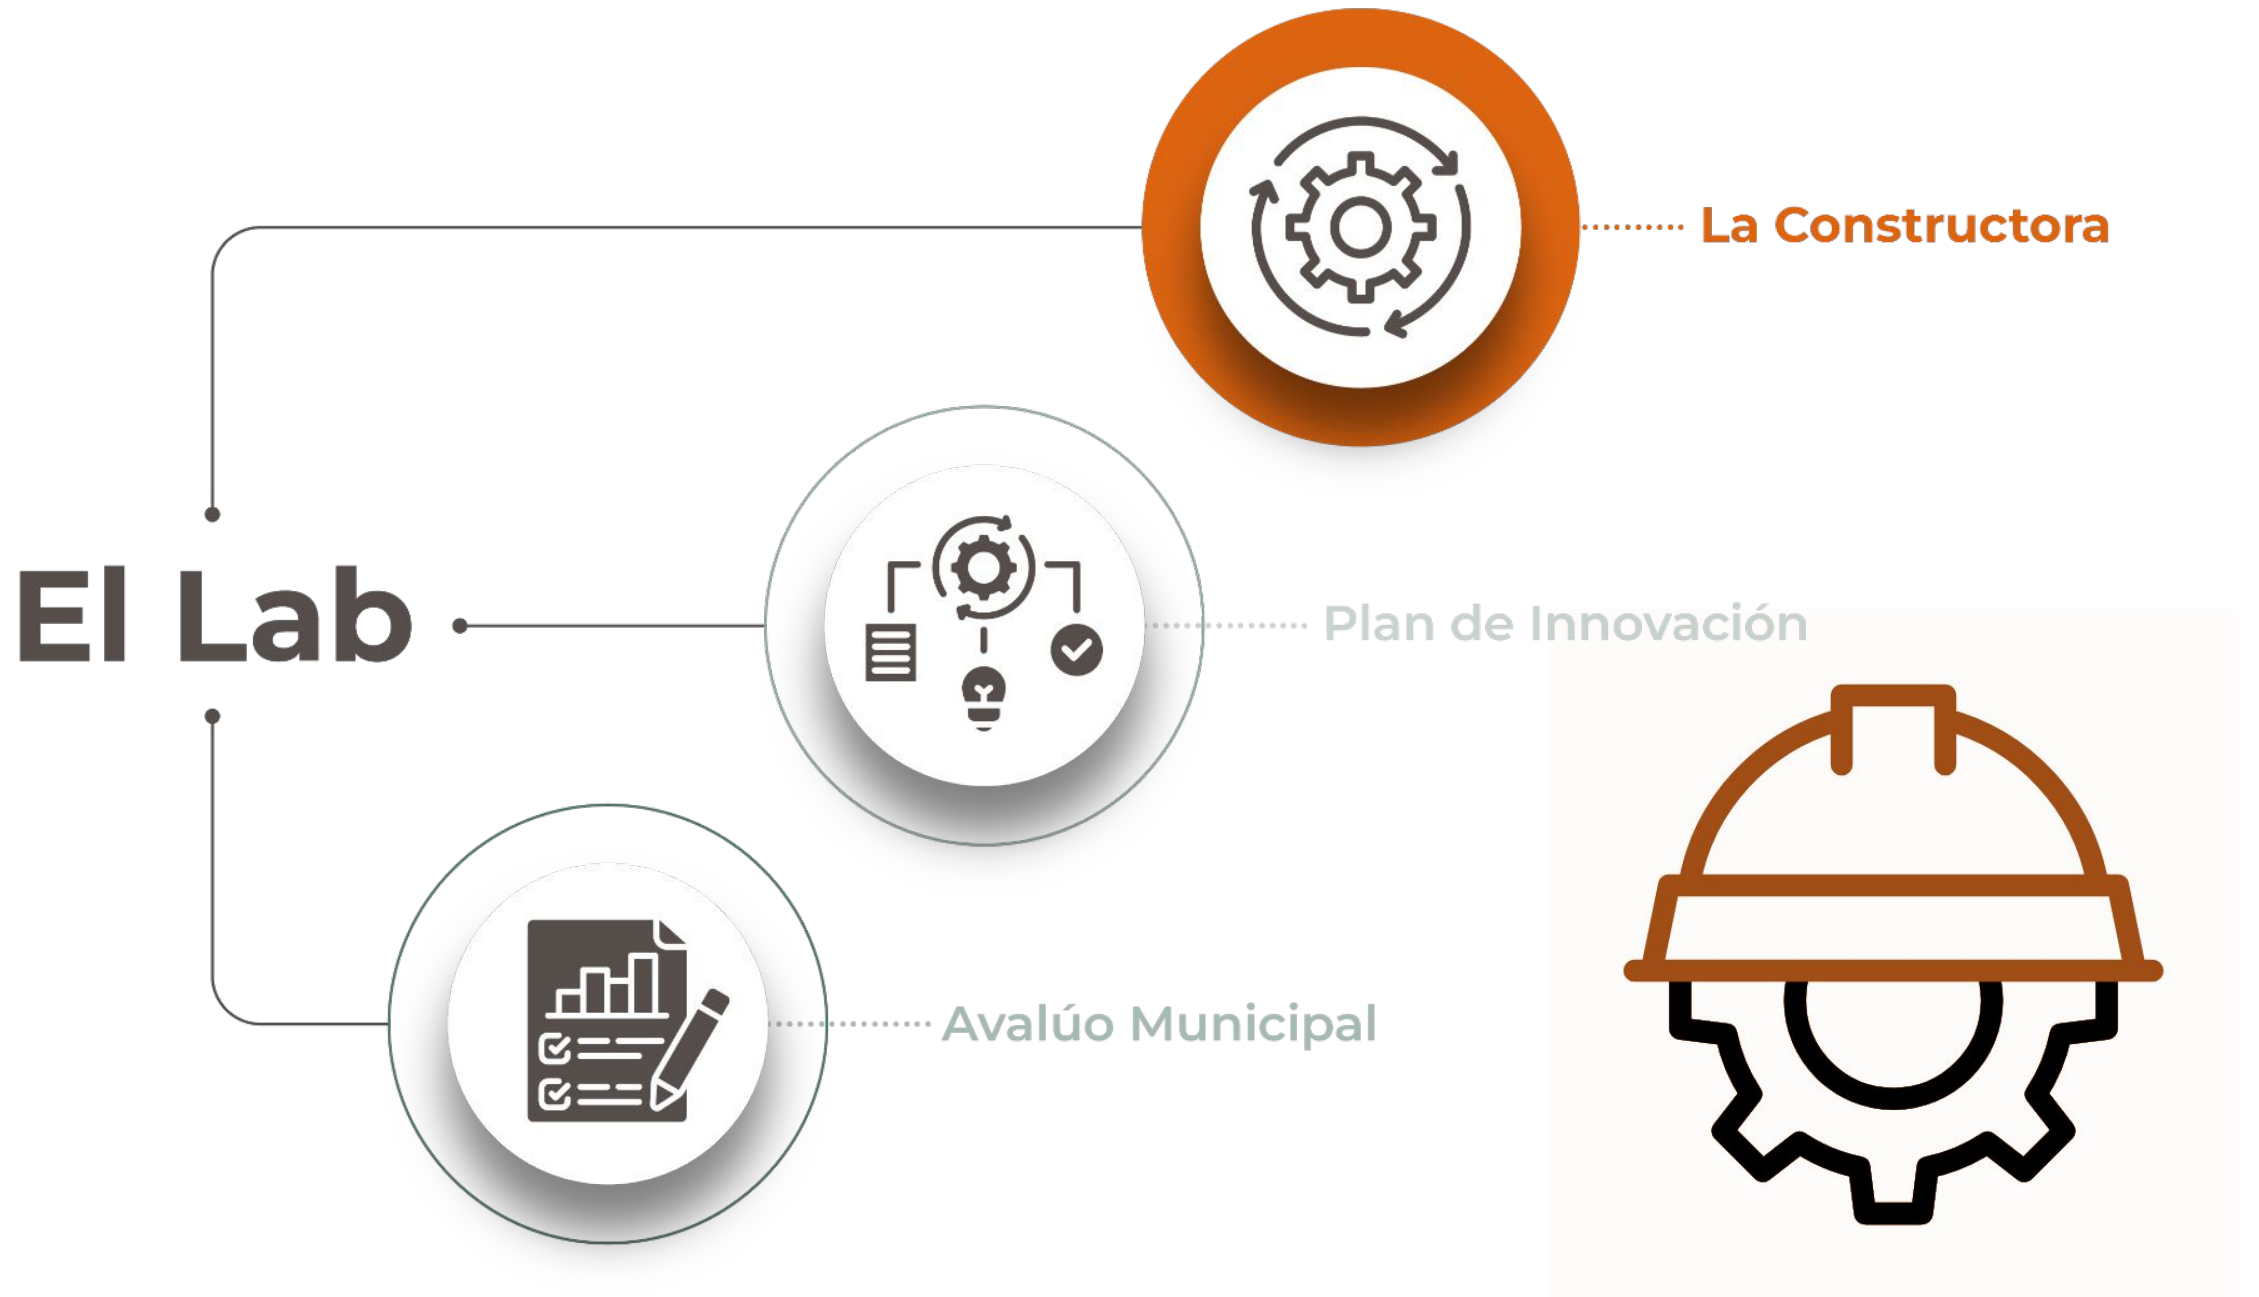 La Constructora
El Lab
Plan de Innovación
Avalúo Municipal